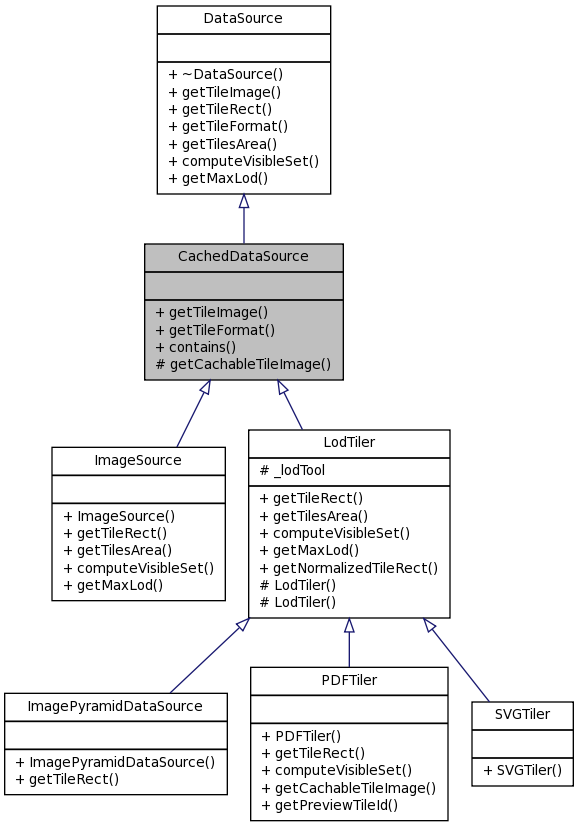 DataSource
+ ~DataSource()
+ getTileImage()
+ getTileRect()
+ getTileFormat()
+ getTilesArea()
+ computeVisibleSet()
+ getMaxLod()
CachedDataSource
+ getTileImage()
+ getTileFormat()
+ contains()
# getCachableTileImage()
ImageSource
+ ImageSource()
+ getTileRect()
+ getTilesArea()
+ computeVisibleSet()
+ getMaxLod()
LodTiler
# _lodTool
+ getTileRect()
+ getTilesArea()
+ computeVisibleSet()
+ getMaxLod()
+ getNormalizedTileRect()
# LodTiler()
# LodTiler()
ImagePyramidDataSource
+ ImagePyramidDataSource()
+ getTileRect()
PDFTiler
+ PDFTiler()
+ getTileRect()
+ computeVisibleSet()
+ getCachableTileImage()
+ getPreviewTileId()
SVGTiler
+ SVGTiler()